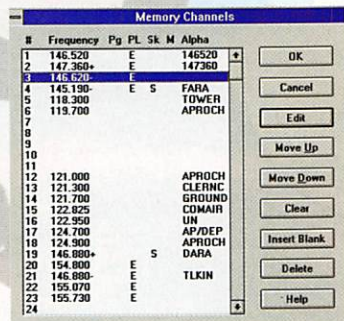 Memory Channels
# Frequency Pg PL Sk M Alpha
1 146.520 E 146520
2 147.360+ E 147360
3 146.620- E
4 145.190- E S FARA
5 118.300 TOWER
6 119.700 APROCH
7
8
9
10
11
12 121.000 APROCH
13 121.300 CLERNC
14 121.700 GROUND
15 122.825 COMAIR
16 122.950 UN
17 124.700 AP/DEP
18 124.900 APROCH
19 146.880+ S DARA
20 154.800 E
21 146.880- E TLKIN
22 155.070 E
23 155.730 E
24
OK
Cancel
Edit
Move Up
Move Down
Clear
Insert Blank
Delete
Help